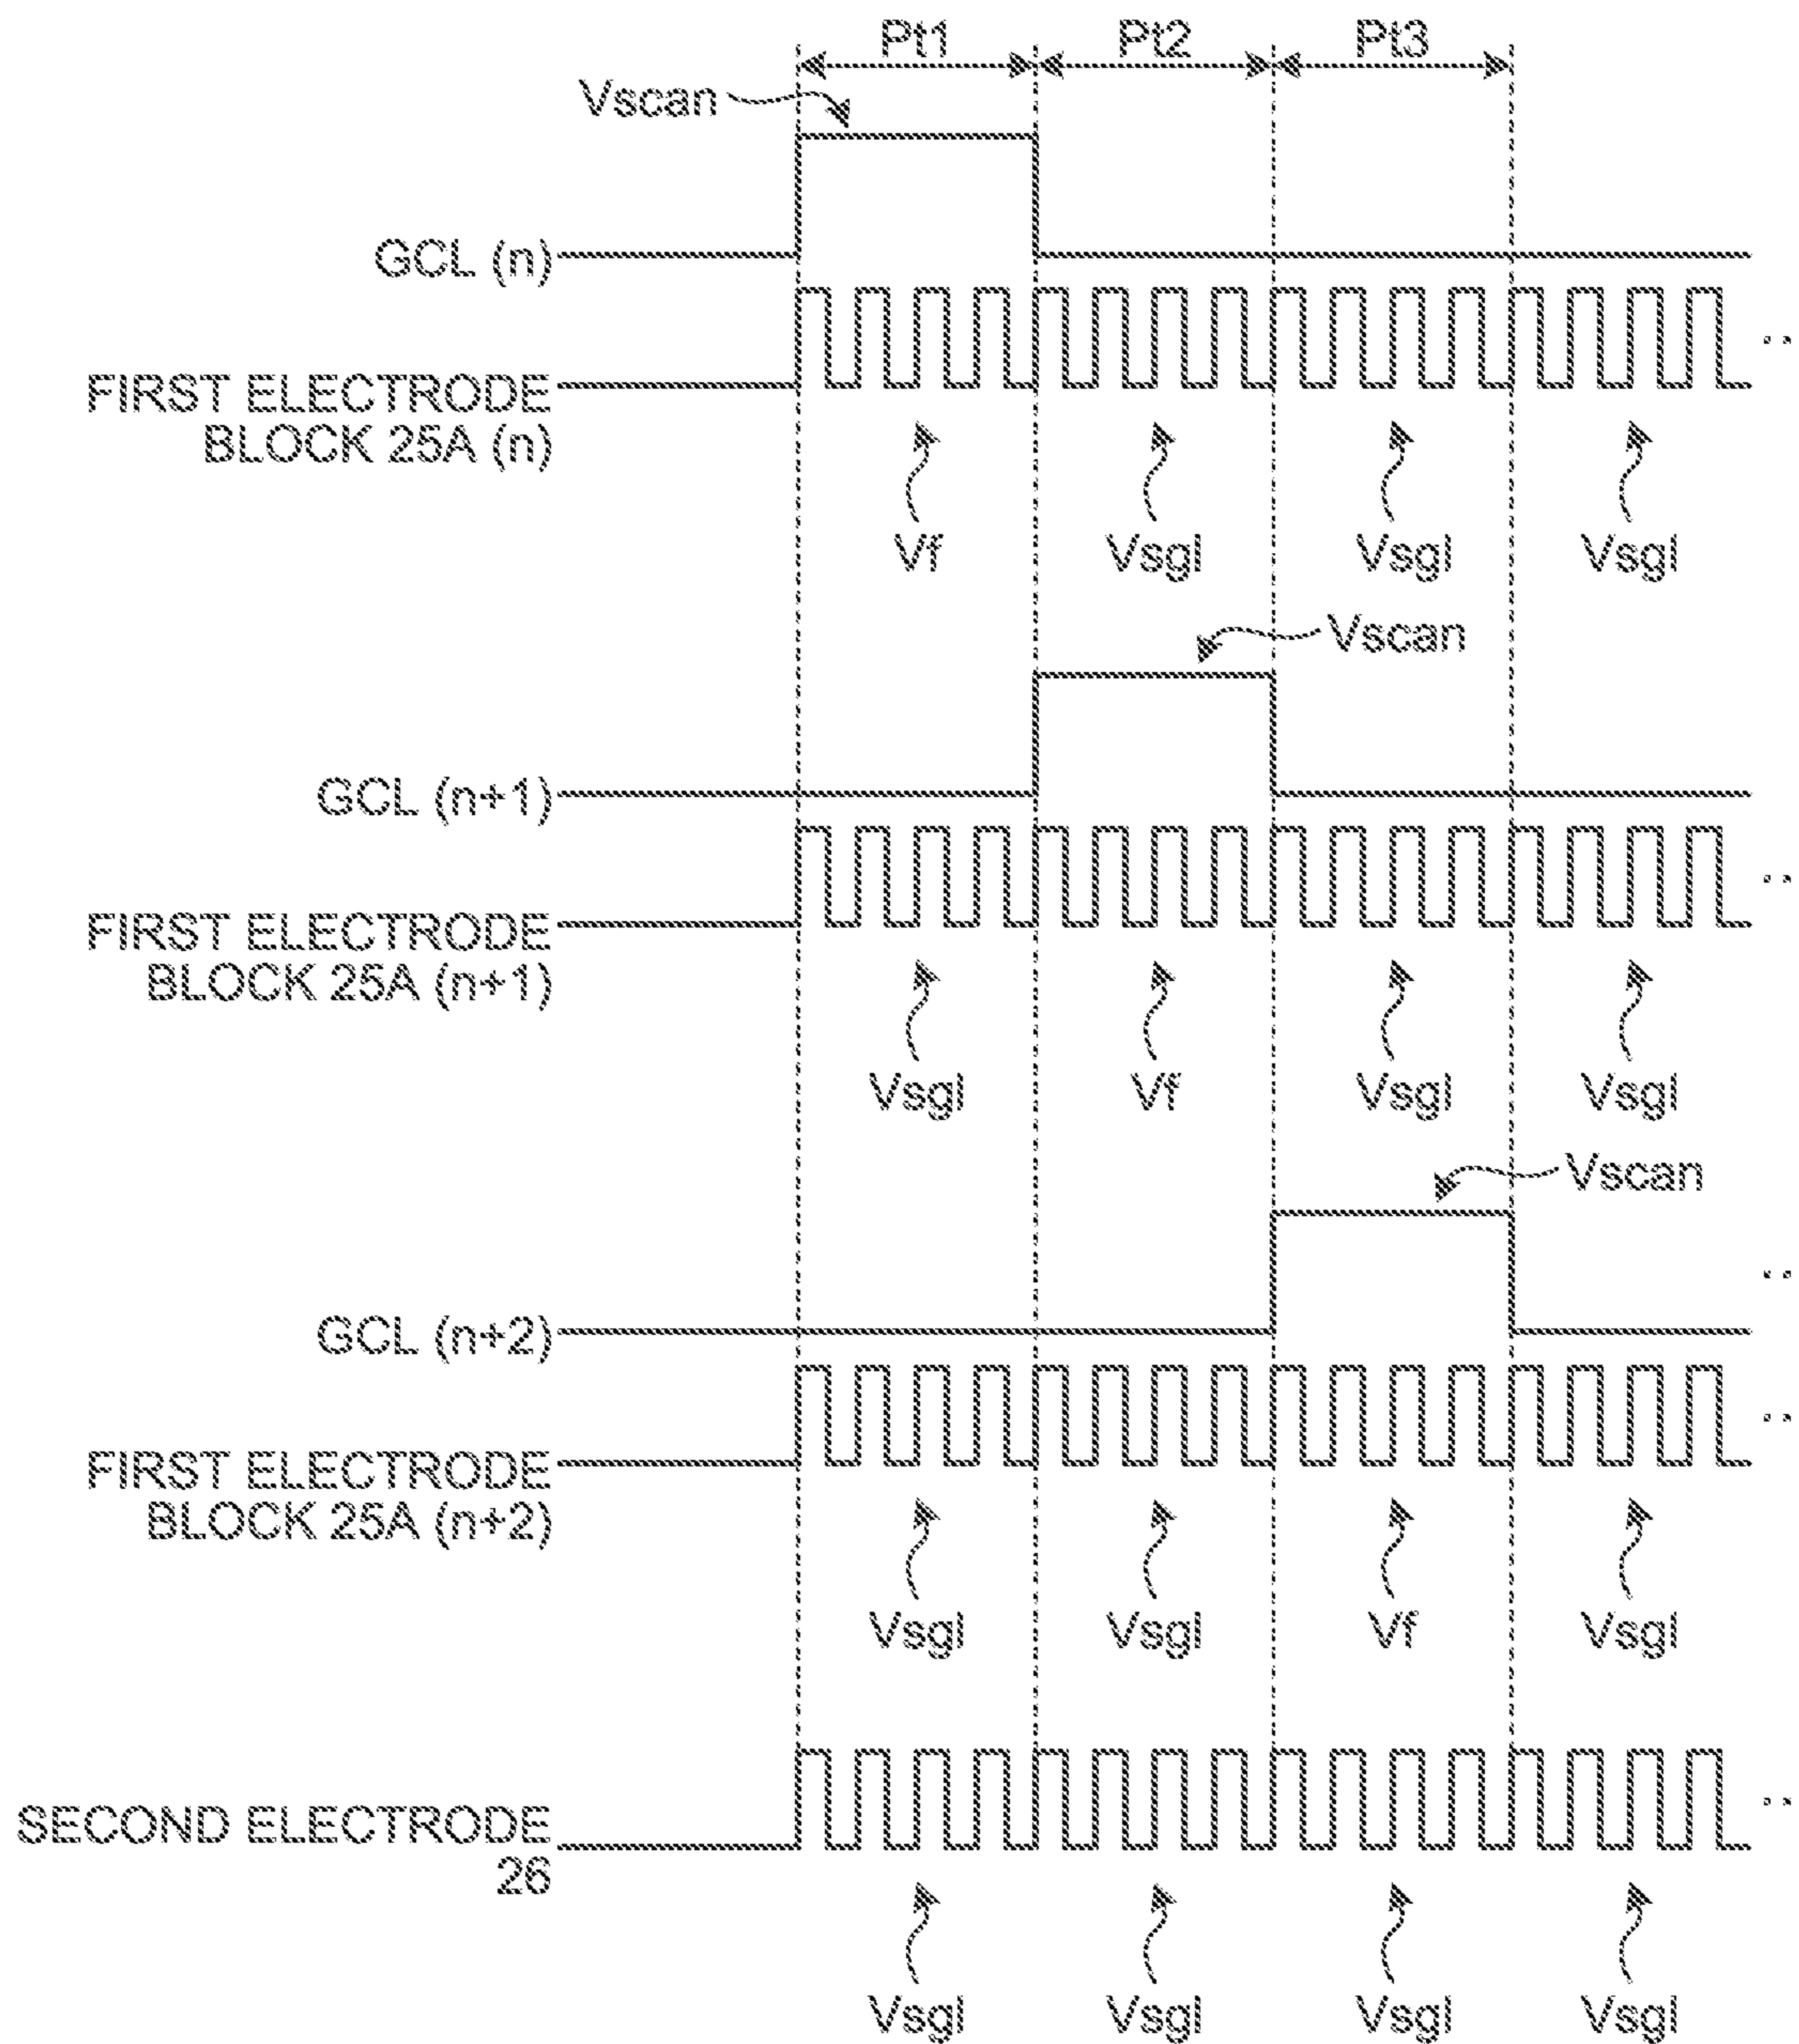 Pt1 Pt2 Pt3
Vscan
GCL (n)
FIRST ELECTRODE
BLOCK 25A (n)
Vf Vsgl Vsgl Vsgl
Vscan
GCL (n+1)
FIRST ELECTRODE
BLOCK 25A (n+1)
Vsgl Vf Vsgl Vsgl
Vscan
GCL (n+2)
FIRST ELECTRODE
BLOCK 25A (n+2)
Vsgl Vsgl Vf Vsgl
SECOND ELECTRODE
26
Vsgl Vsgl Vsgl Vsgl